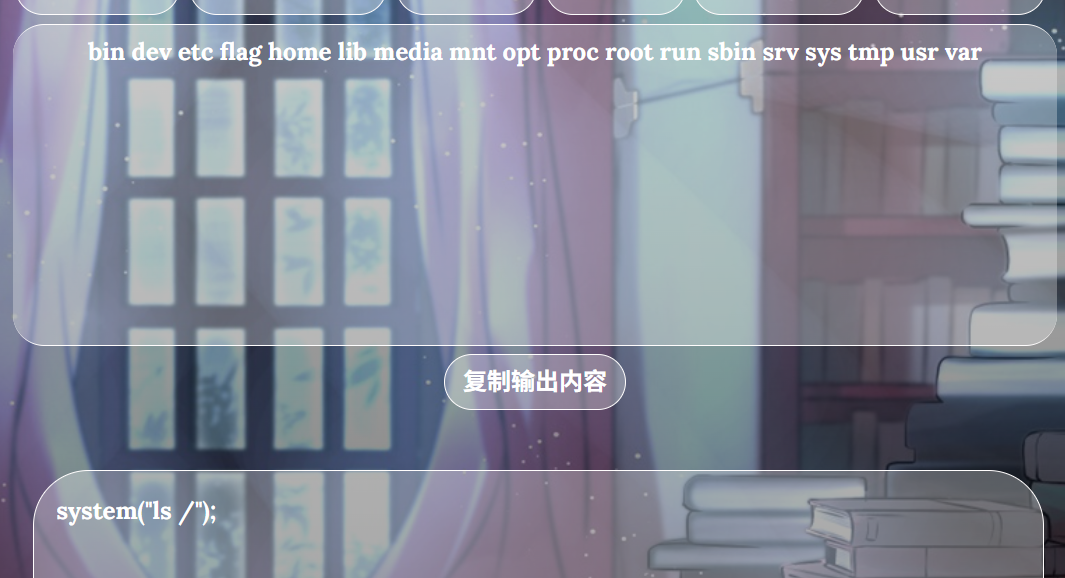 bin dev etc flag home lib media mnt opt proc root run sbin srv sys tmp usr var
复制输出内容
system("ls /");